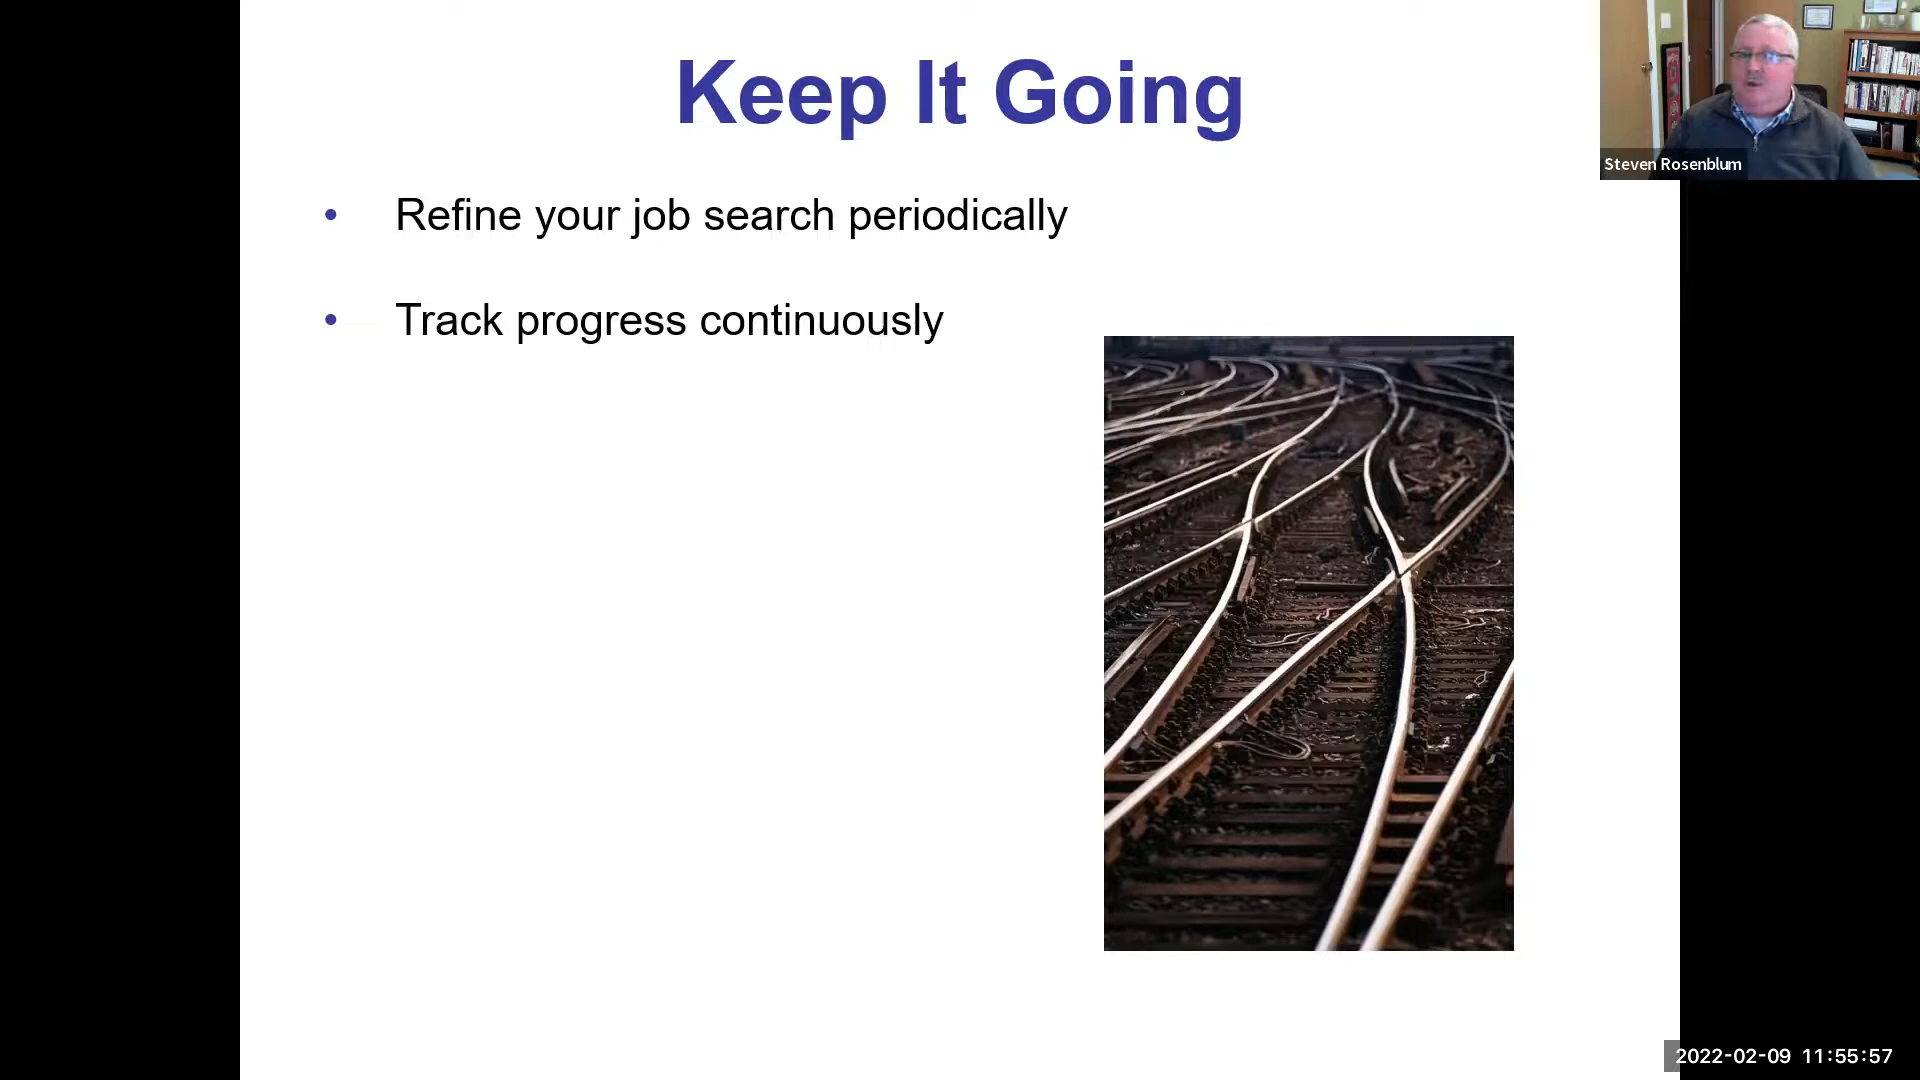 Keep It Going
Steven Rosenblum
• Refine your job search periodically
• Track progress continuously
2022-02-09 11:55:57